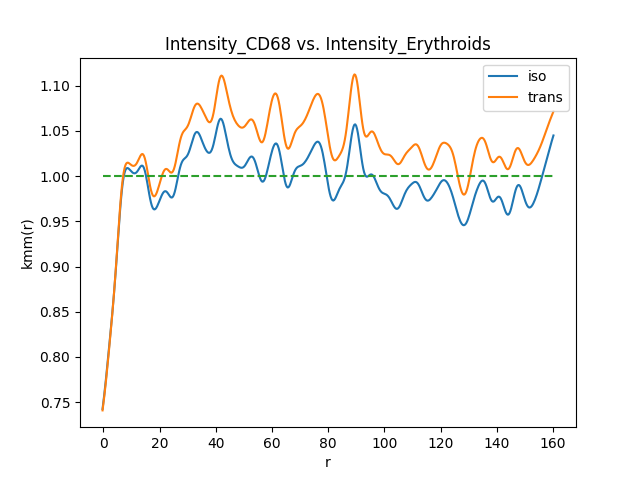 Intensity_CD68 vs. Intensity_Erythroids
iso
trans
1.10
1.05
1.00
0.95
0.90
0.85
0.80
0.75
kmm(r)
0 20 40 60 80 100 120 140 160
r